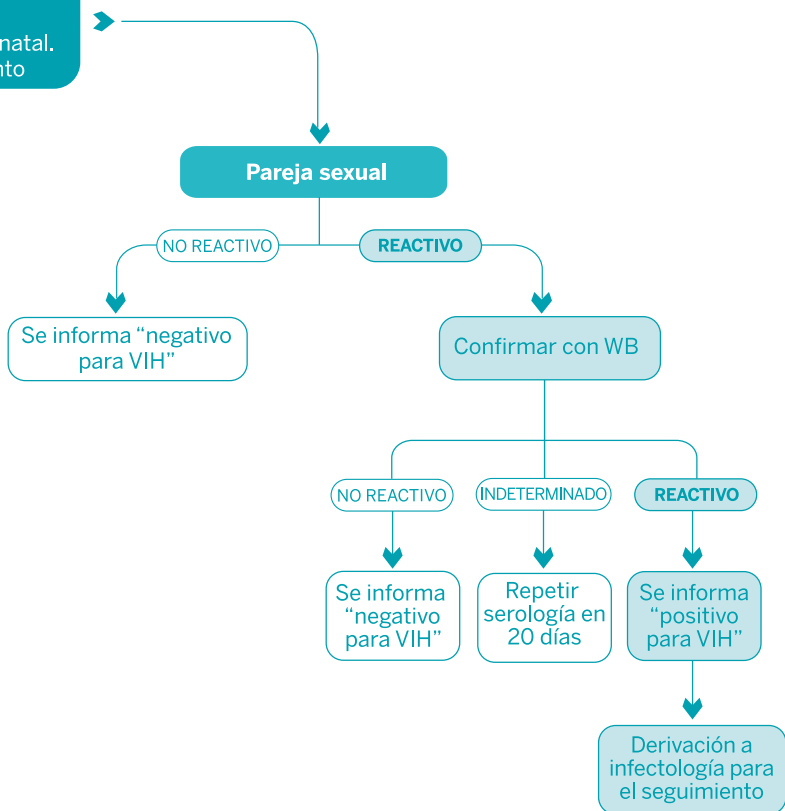 natal.
nto
Pareja sexual
NO REACTIVO
REACTIVO
Se informa “negativo
para VIH”
Confirmar con WB
NO REACTIVO
INDETERMINADO
REACTIVO
Se informa
“negativo
para VIH”
Repetir
serología en
20 días
Se informa
“positivo
para VIH”
Derivación a
infectología para
el seguimiento